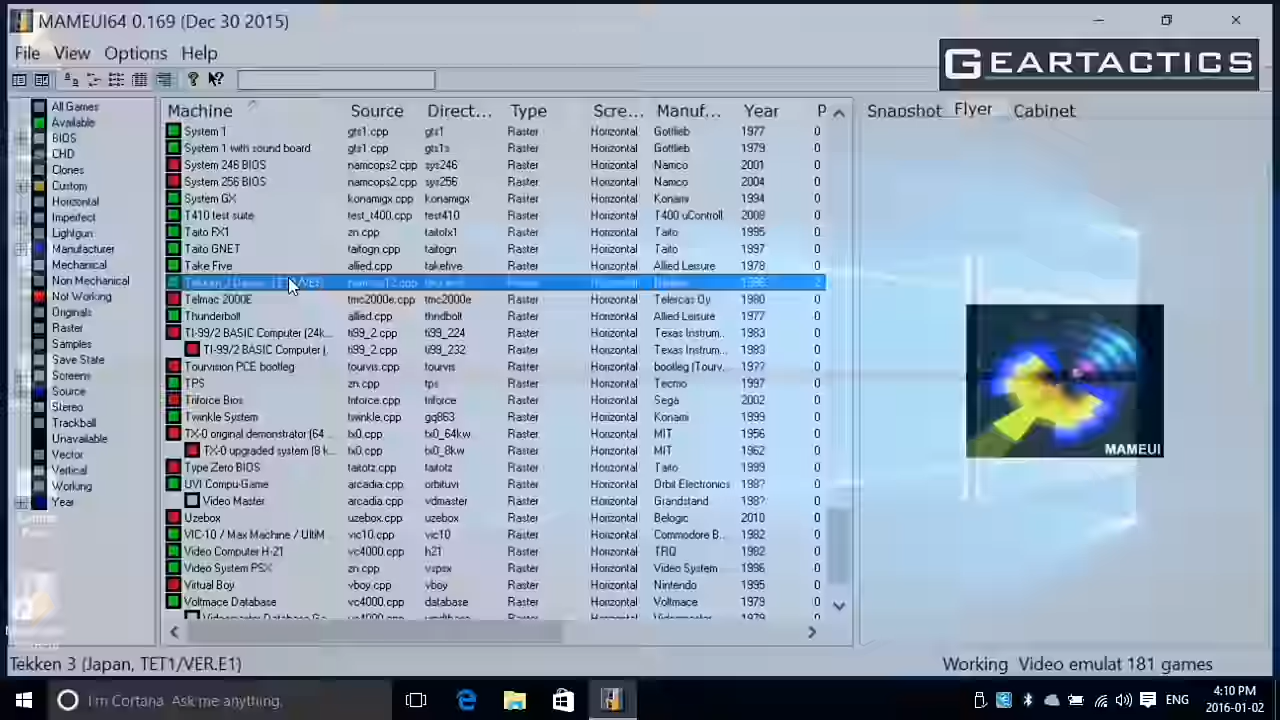 MAMEUI64 0.169 (Dec 30 2015)
File View Options Help
GEARTACTICS
All Games
Available
BIOS
CHD
Clones
Custom
Horizontal
Imperfect
Lightgun
Manufacturer
Mechanical
Non Mechanical
Not Working
Originals
Raster
Samples
Save State
Screens
Source
Stereo
Trackball
Unavailable
Vector
Vertical
Working
Year
Machine Source Direct... Type Scre... Manuf... Year P
System 1 gts1.cpp gts1 Raster Horizontal Gottlieb 1977 0
System 1 with sound board gts1.cpp gts1s Raster Horizontal Gottlieb 1979 0
System 246 BIOS namcops2.cpp sys246 Raster Horizontal Namco 2001 0
System 256 BIOS namcops2.cpp sys256 Raster Horizontal Namco 2004 0
System GX konamigx.cpp konamigx Raster Horizontal Konami 1994 0
T410 test suite test_t400.cpp test410 Raster Horizontal T400 uControll 2008 0
Taito FX1 zn.cpp taitofx1 Raster Horizontal Taito 1995 0
Taito GNET taitogn.cpp taitogn Raster Horizontal Taito 1997 0
Take Five allied.cpp takefive Raster Horizontal Allied Leisure 1978 0
Raster Horizontal 1996 2
Telmac 2000E tmc2000e.cpp tmc2000e Raster Horizontal Telercas Oy 1980 0
Thunderbolt allied.cpp thndbolt Raster Horizontal Allied Leisure 1977 0
TI-99/2 BASIC Computer (24k... ti99_2.cpp ti99_224 Raster Horizontal Texas Instrum... 1983 0
TI-99/2 BASIC Computer (... ti99_2.cpp ti99_232 Raster Horizontal Texas Instrum... 1983 0
Tourvision PCE bootleg tourvis.cpp tourvis Raster Horizontal bootleg (Tourv... 19?? 0
TPS zn.cpp tps Raster Horizontal Tecmo 1997 0
Triforce Bios triforce.cpp triforce Raster Horizontal Sega 2002 0
Twinkle System twinkle.cpp gq863 Raster Horizontal Konami 1999 0
TX-0 original demonstrator (64 ... tx0.cpp tx0_64kw Raster Horizontal MIT 1956 0
TX-0 upgraded system (8 k... tx0.cpp tx0_8kw Raster Horizontal MIT 1962 0
Type Zero BIOS taitotz.cpp taitotz Raster Horizontal Taito 1999 0
UVI Compu-Game arcadia.cpp orbituvi Raster Horizontal Orbit Electronics 198? 0
Video Master arcadia.cpp vdmaster Raster Horizontal Grandstand 198? 0
Uzebox uzebox.cpp uzebox Raster Horizontal Belogic 2010 0
VIC-10 / Max Machine / UltiM... vic10.cpp vic10 Raster Horizontal Commodore B... 1982 0
Video Computer H-21 vc4000.cpp h21 Raster Horizontal TRQ 1982 0
Video System PSX zn.cpp vspsx Raster Horizontal Video System ... 1996 0
Virtual Boy vboy.cpp vboy Raster Horizontal Nintendo 1995 0
Voltmace Database vc4000.cpp database Raster Horizontal Voltmace 1979 0
Snapshot Flyer Cabinet
MAMEUI
Tekken 3 (Japan, TET1/VER.E1) Working Video emulat 181 games
I'm Cortana. Ask me anything.
ENG
4:10 PM
2016-01-02